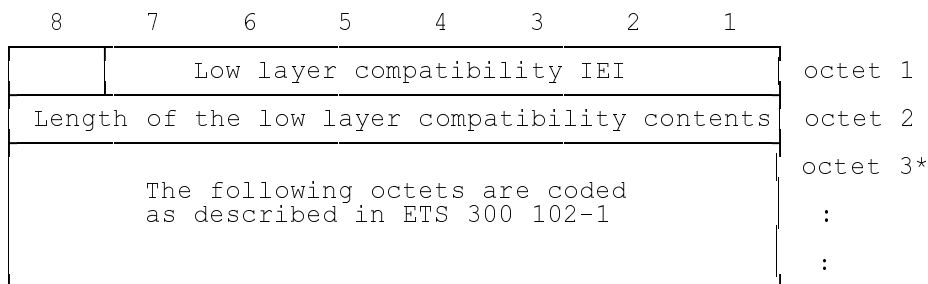 8 7 6 5 4 3 2 1
Low layer compatibility IEI octet 1
Length of the low layer compatibility contents octet 2
octet 3*
The following octets are coded
as described in ETS 300 102-1 :
: